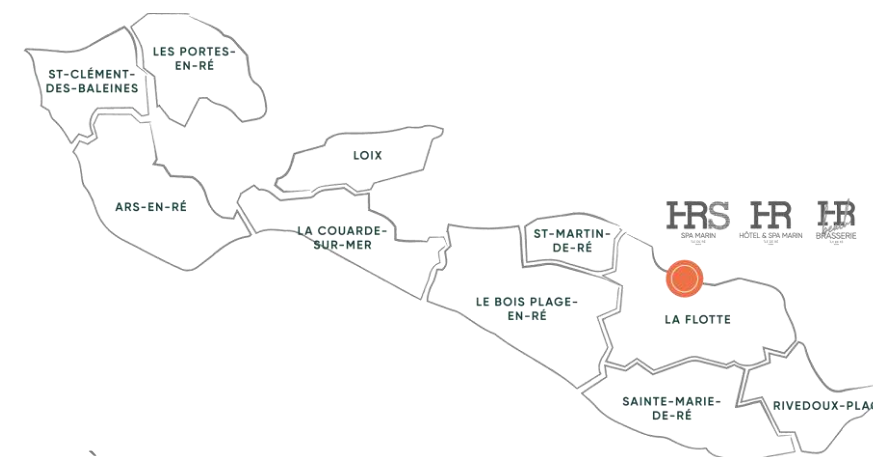 LES PORTES-
EN-RÉ
ST-CLÉMENT-
DES-BALEINES
LOIX
ARS-EN-RÉ
LA COUARDE-
SUR-MER
ST-MARTIN-
DE-RÉ
HRS
SPA MARIN
HR
HÔTEL & SPA MARIN
HR
BRASSERIE
LE BOIS PLAGE-
EN-RÉ
LA FLOTTE
SAINTE-MARIE-
DE-RÉ
RIVEDOUX-PLA